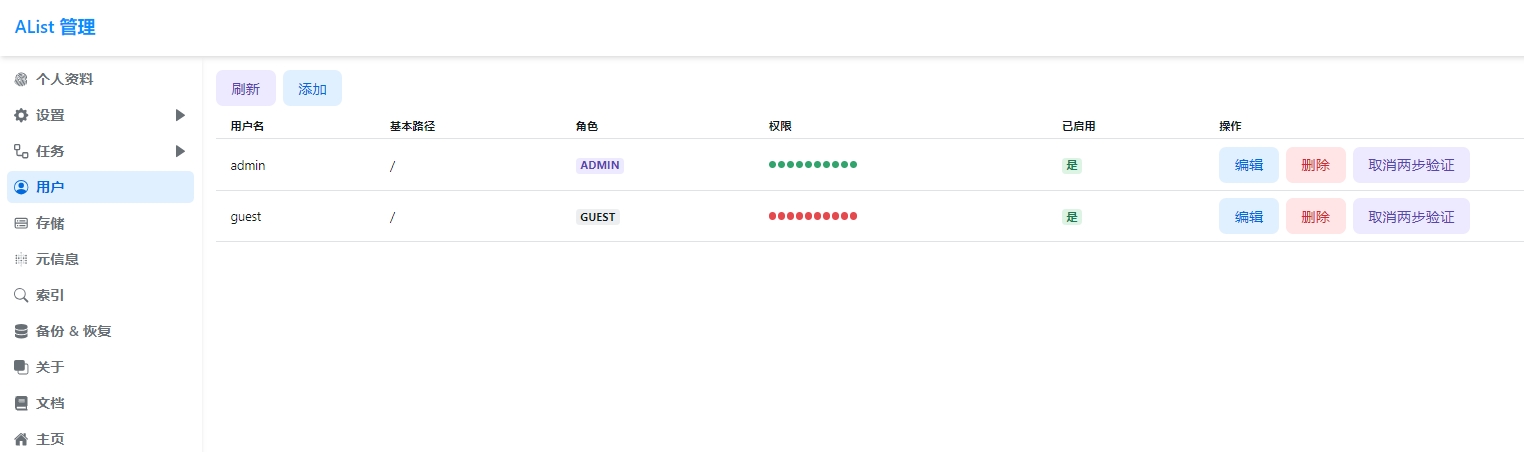 AList 管理
个人资料
设置
任务
用户
存储
元信息
索引
备份 & 恢复
关于
文档
主页
刷新 添加
用户名 基本路径 角色 权限 已启用 操作
admin / ADMIN 是 编辑 删除 取消两步验证
guest / GUEST 是 编辑 删除 取消两步验证